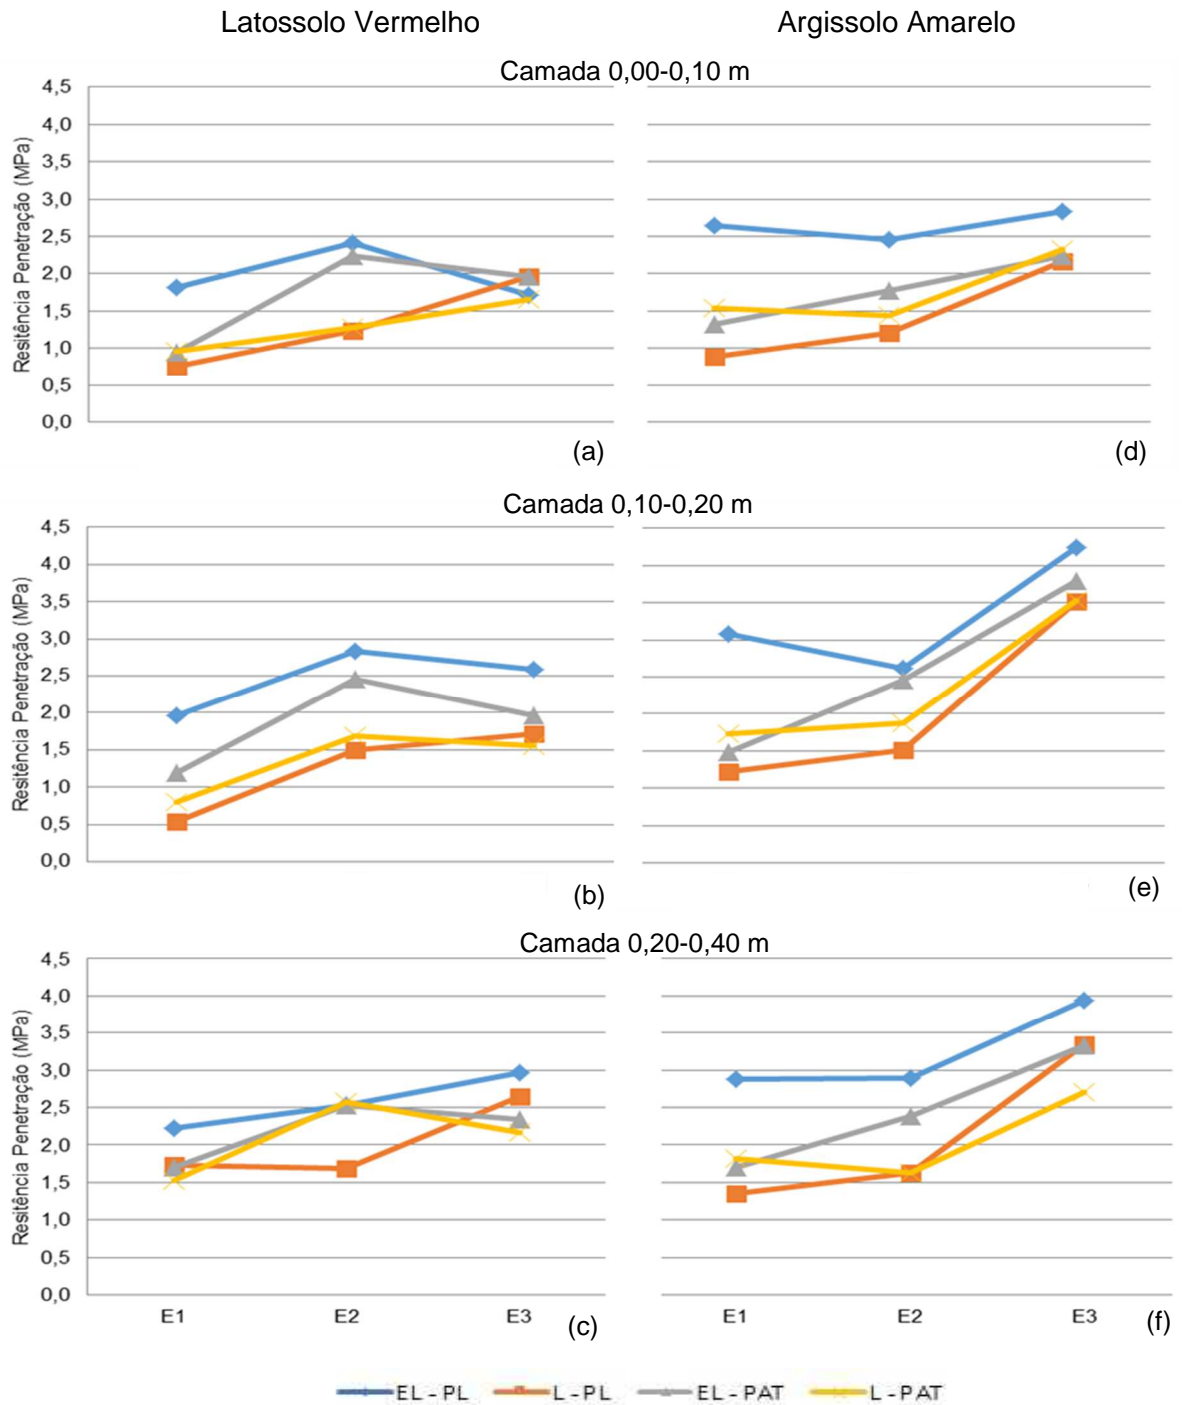 Latossolo Vermelho
Argissolo Amarelo
Camada 0,00-0,10 m
Resitência Penetração (MPa)
4,5
4,0
3,5
3,0
2,5
2,0
1,5
1,0
0,5
0,0
(a)
(d)
Camada 0,10-0,20 m
Resitência Penetração (MPa)
4,5
4,0
3,5
3,0
2,5
2,0
1,5
1,0
0,5
0,0
(b)
(e)
Camada 0,20-0,40 m
Resitência Penetração (MPa)
4,5
4,0
3,5
3,0
2,5
2,0
1,5
1,0
0,5
0,0
E1 E2 E3
(c)
E1 E2 E3
(f)
EL - PL L - PL EL - PAT L - PAT